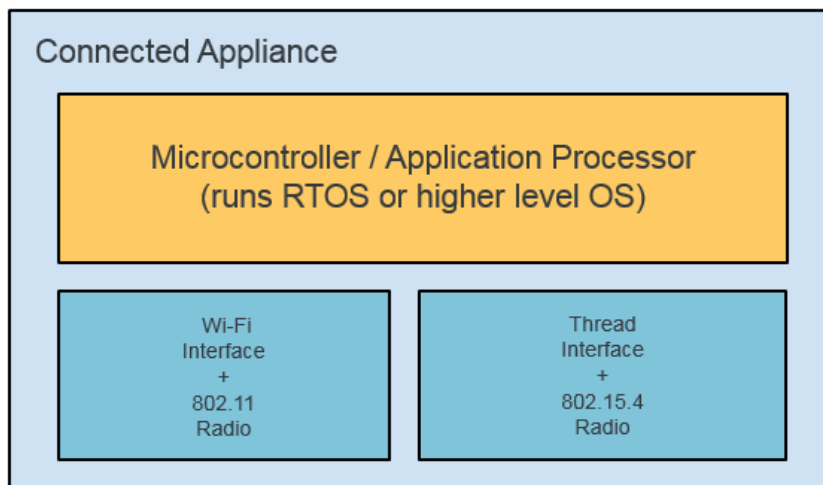 Connected Appliance
Microcontroller / Application Processor
(runs RTOS or higher level OS)
Wi-Fi
Interface
+
802.11
Radio
Thread
Interface
+
802.15.4
Radio